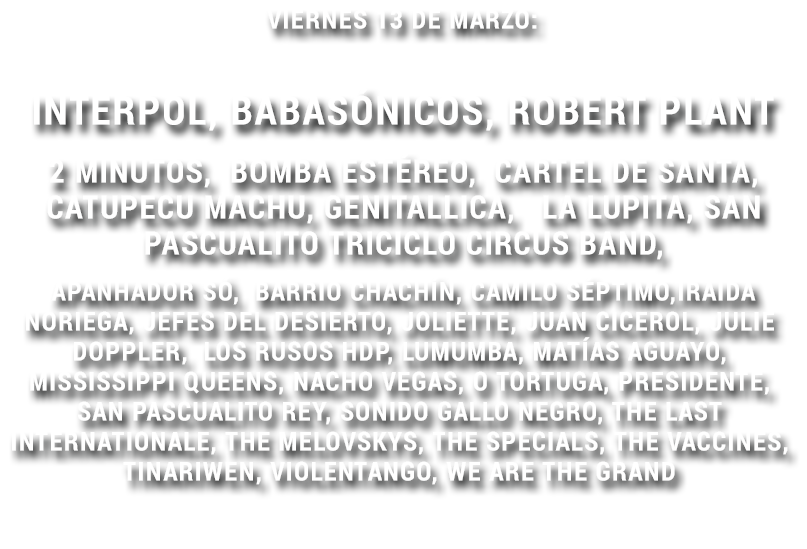 VIERNES 13 DE MARZO:
INTERPOL, BABASÓNICOS, ROBERT PLANT
2 MINUTOS, BOMBA ESTÉREO, CARTEL DE SANTA,
CATUPECU MACHU, GENITALLICA, LA LUPITA, SAN
PASCUALITO TRICICLO CIRCUS BAND,
APANHADOR SÓ, BARRIO CHACHIN, CAMILO SÉPTIMO,IRAIDA
NORIEGA, JEFES DEL DESIERTO, JOLIETTE, JUAN CICEROL, JULIE
DOPPLER, LOS RUSOS HDP, LUMUMBA, MATÍAS AGUAYO,
MISSISSIPPI QUEENS, NACHO VEGAS, O TORTUGA, PRESIDENTE,
SAN PASCUALITO REY, SONIDO GALLO NEGRO, THE LAST
INTERNATIONALE, THE MELOVSKYS, THE SPECIALS, THE VACCINES,
TINARIWEN, VIOLENTANGO, WE ARE THE GRAND